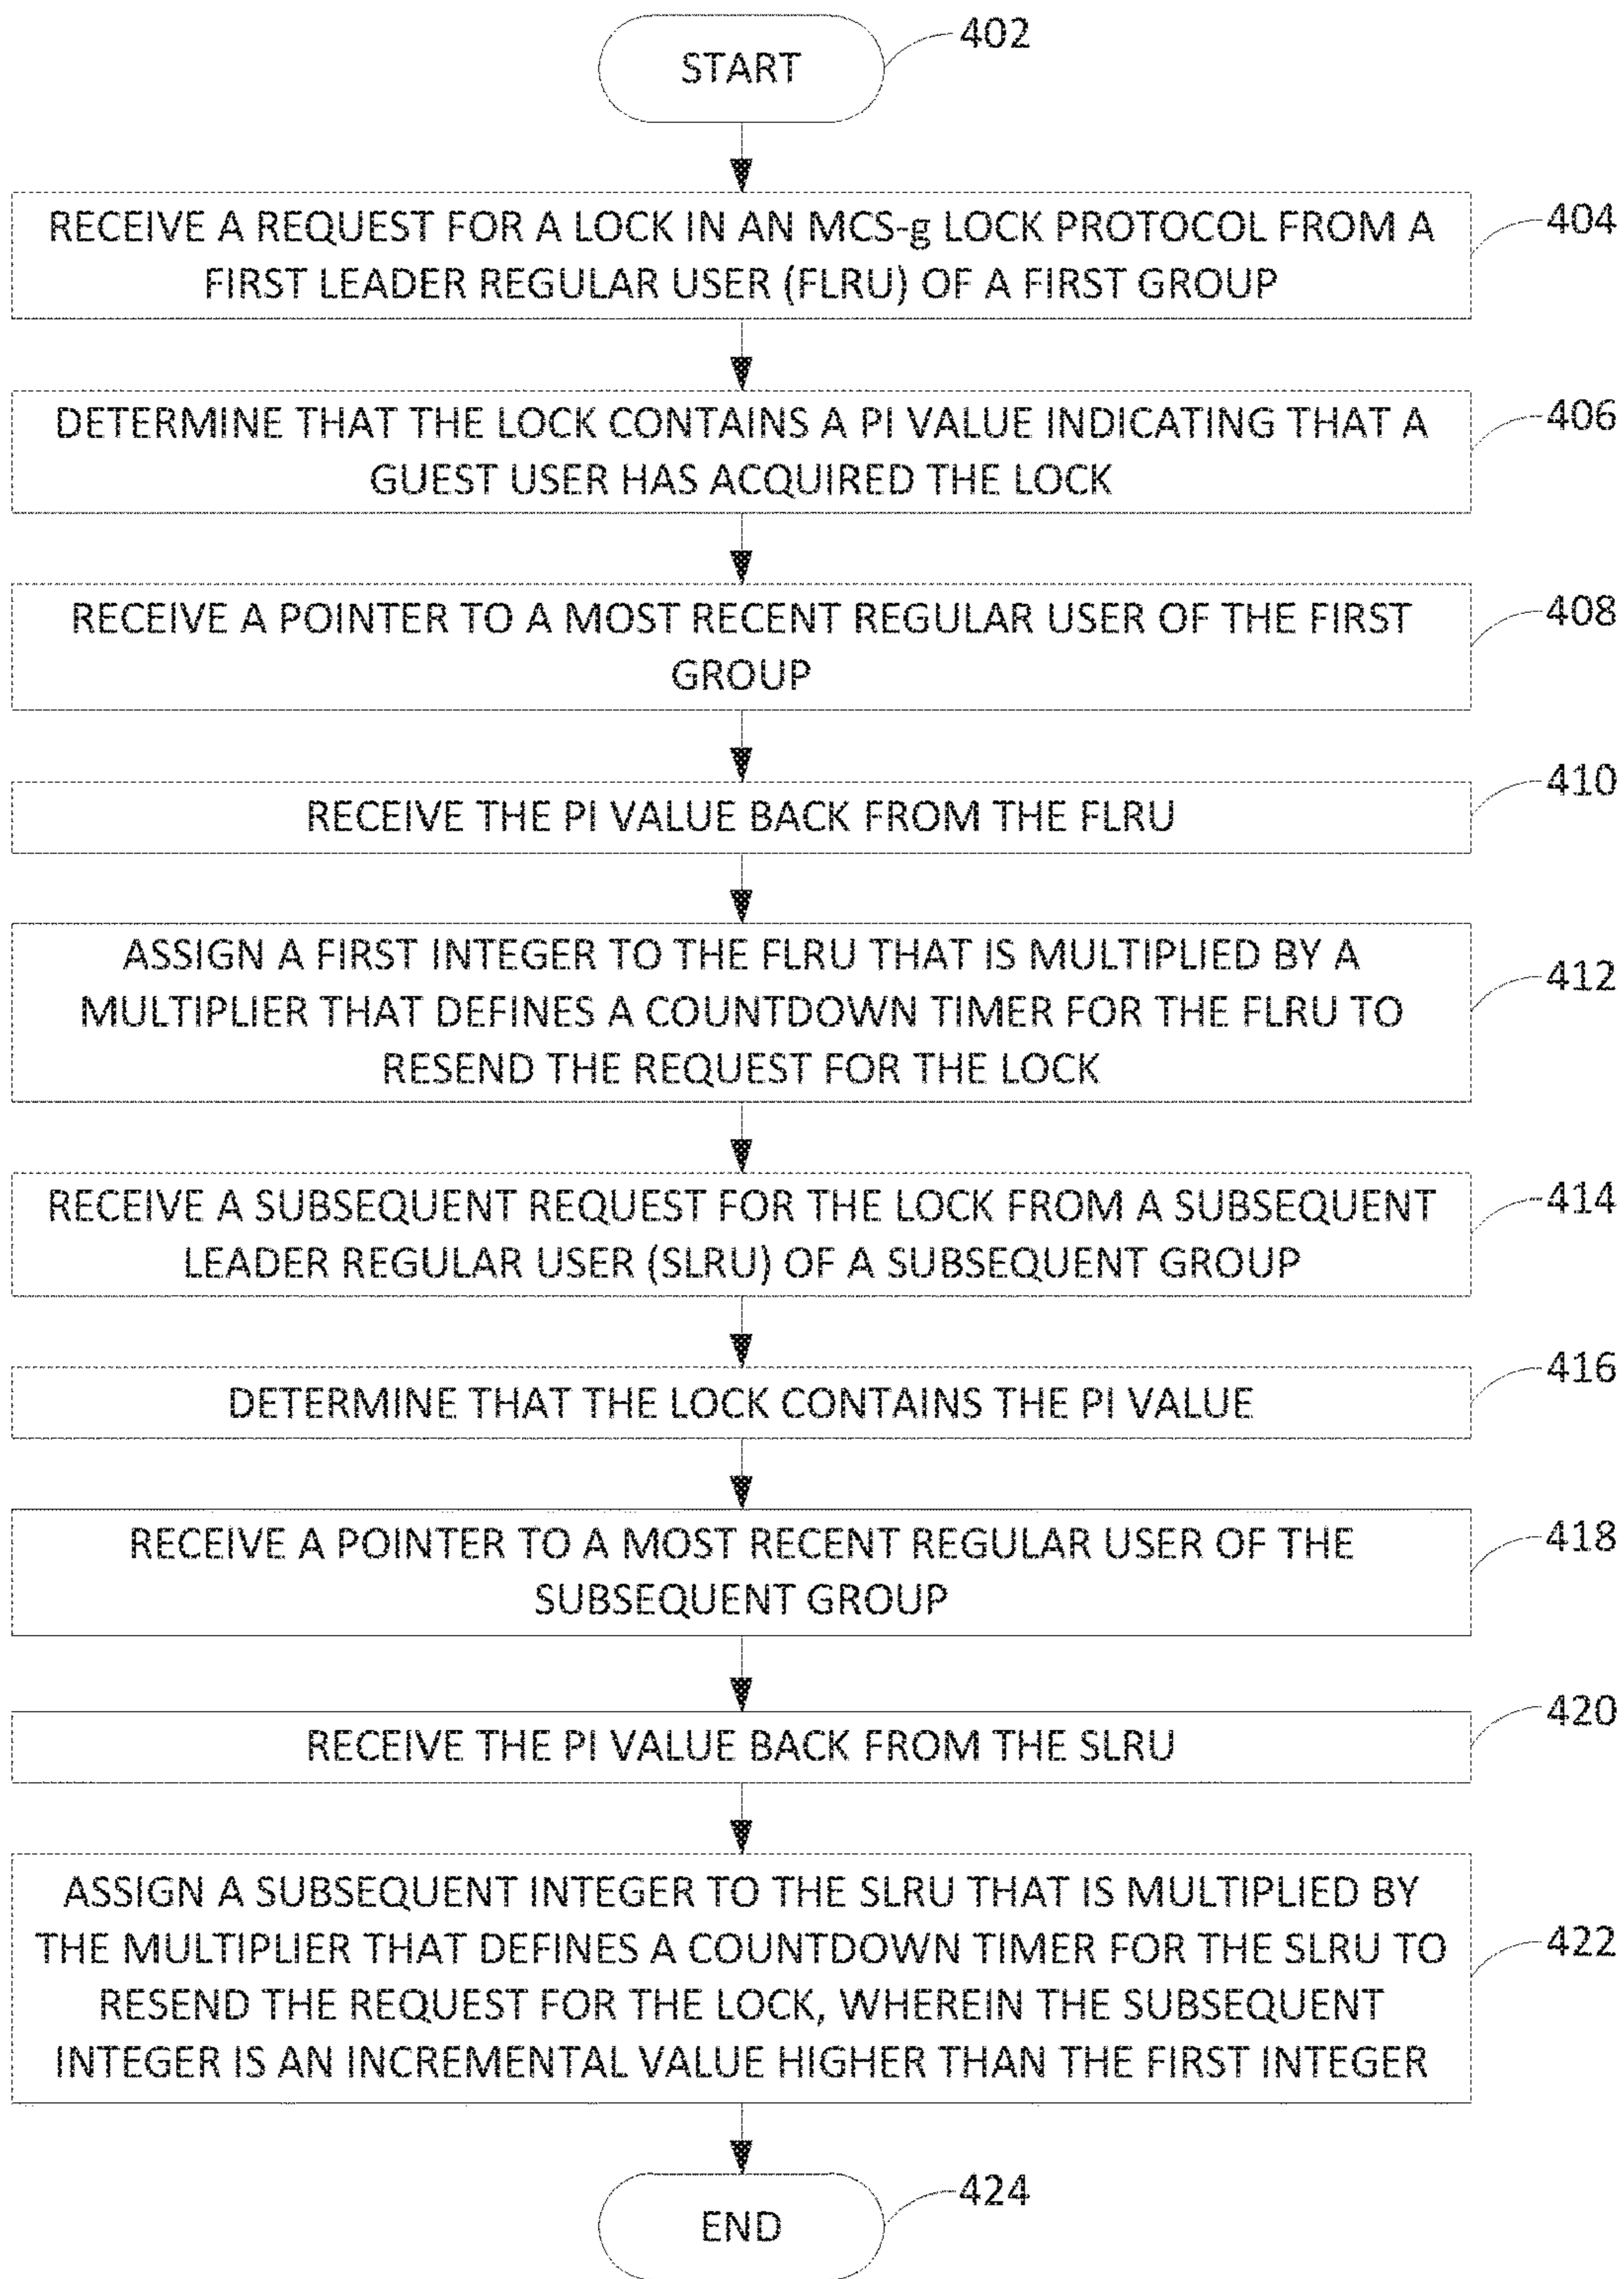 START
402
RECEIVE A REQUEST FOR A LOCK IN AN MCS-g LOCK PROTOCOL FROM A
FIRST LEADER REGULAR USER (FLRU) OF A FIRST GROUP
404
DETERMINE THAT THE LOCK CONTAINS A PI VALUE INDICATING THAT A
GUEST USER HAS ACQUIRED THE LOCK
406
RECEIVE A POINTER TO A MOST RECENT REGULAR USER OF THE FIRST
GROUP
408
RECEIVE THE PI VALUE BACK FROM THE FLRU
410
ASSIGN A FIRST INTEGER TO THE FLRU THAT IS MULTIPLIED BY A
MULTIPLIER THAT DEFINES A COUNTDOWN TIMER FOR THE FLRU TO
RESEND THE REQUEST FOR THE LOCK
412
RECEIVE A SUBSEQUENT REQUEST FOR THE LOCK FROM A SUBSEQUENT
LEADER REGULAR USER (SLRU) OF A SUBSEQUENT GROUP
414
DETERMINE THAT THE LOCK CONTAINS THE PI VALUE
416
RECEIVE A POINTER TO A MOST RECENT REGULAR USER OF THE
SUBSEQUENT GROUP
418
RECEIVE THE PI VALUE BACK FROM THE SLRU
420
ASSIGN A SUBSEQUENT INTEGER TO THE SLRU THAT IS MULTIPLIED BY
THE MULTIPLIER THAT DEFINES A COUNTDOWN TIMER FOR THE SLRU TO
RESEND THE REQUEST FOR THE LOCK, WHEREIN THE SUBSEQUENT
INTEGER IS AN INCREMENTAL VALUE HIGHER THAN THE FIRST INTEGER
422
END
424